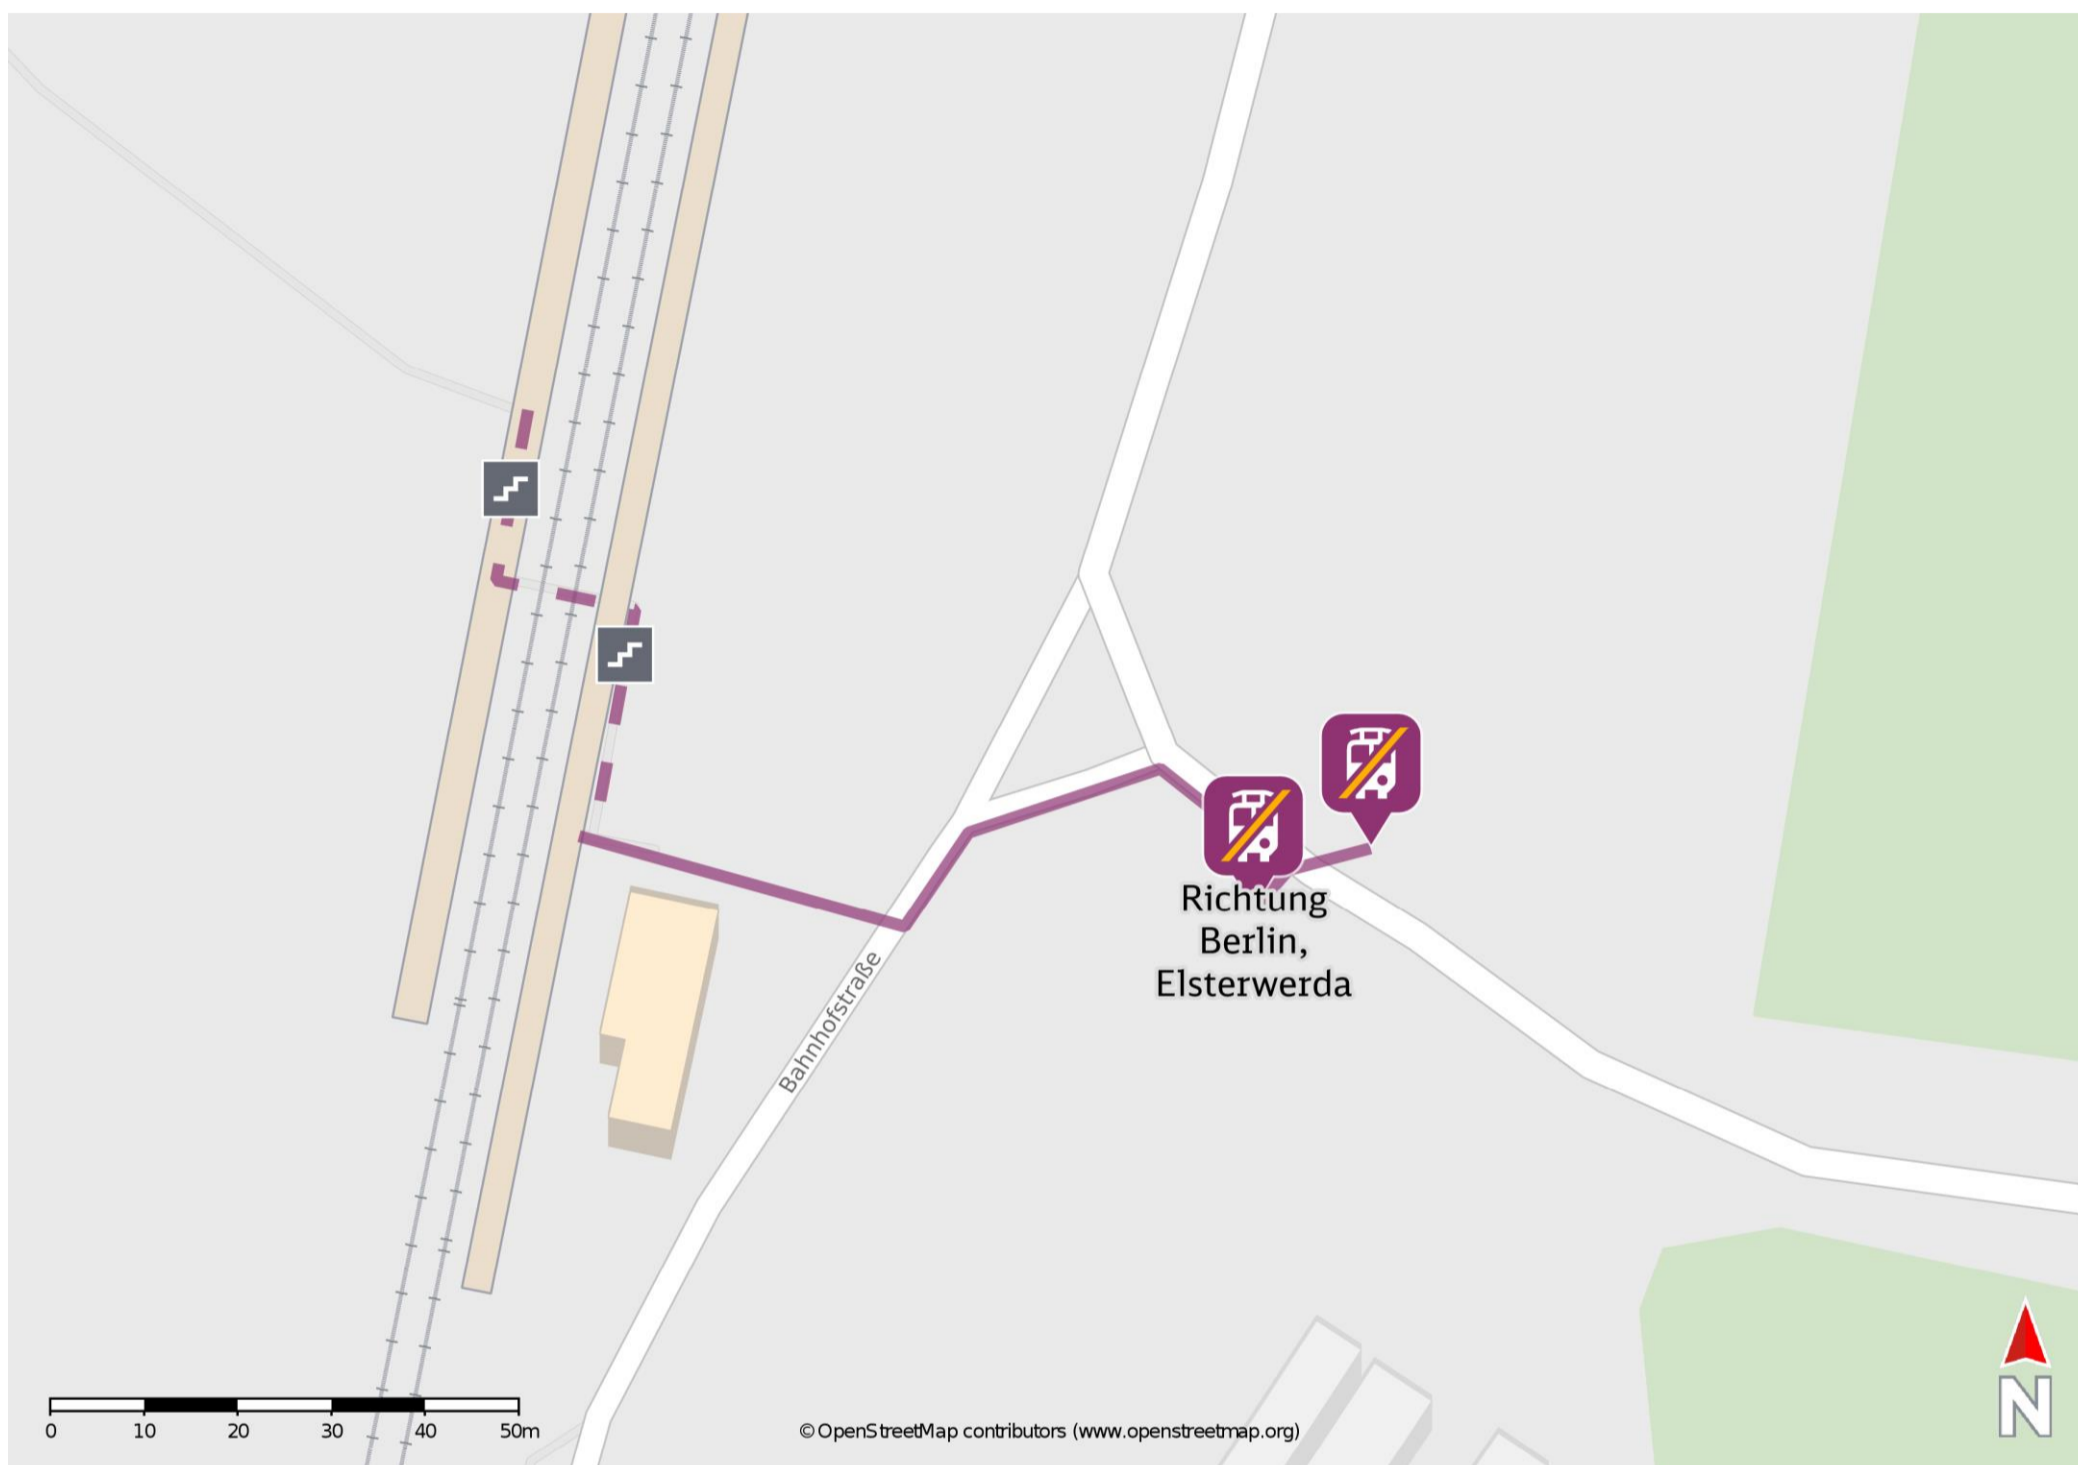 Richtung
Berlin,
Elsterwerda
Bahnhofstraße
0 10 20 30 40 50m
© OpenStreetMap contributors (www.openstreetmap.org)
N